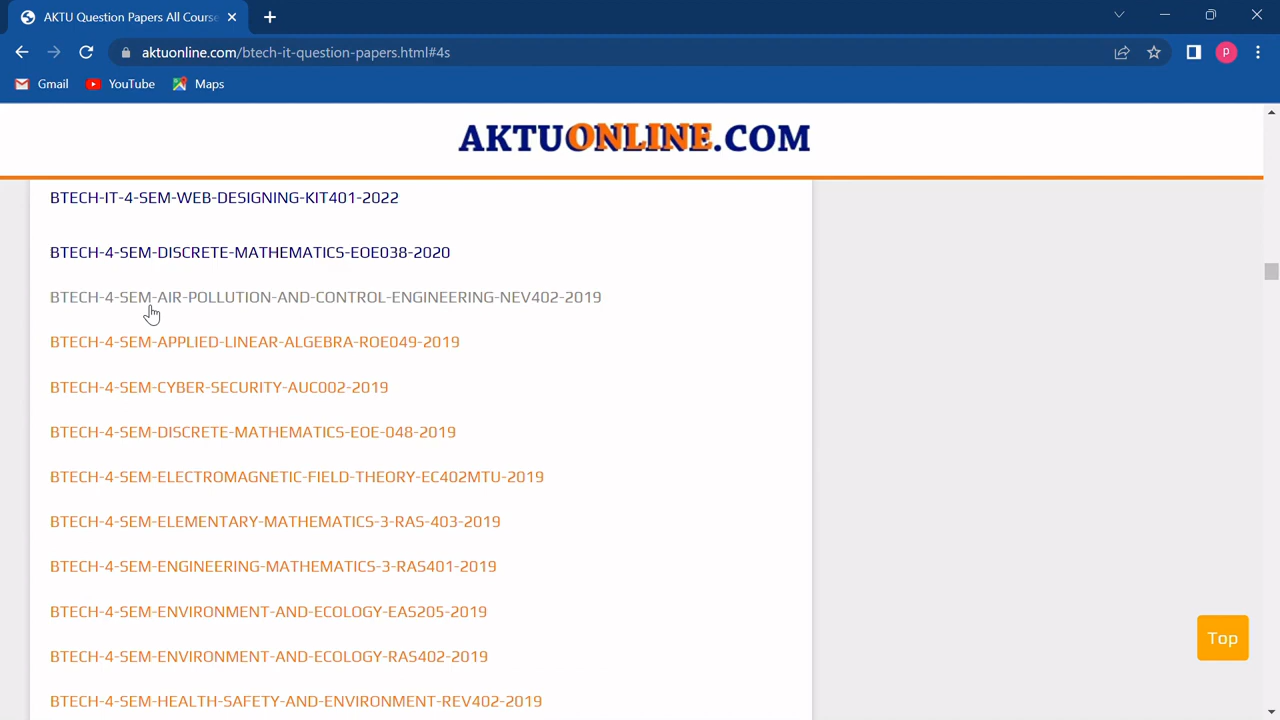 AKTU Question Papers All Course
aktuonline.com/btech-it-question-papers.html#4s
p
Gmail
YouTube
Maps
AKTUONLINE.COM
BTECH-IT-4-SEM-WEB-DESIGNING-KIT401-2022
BTECH-4-SEM-DISCRETE-MATHEMATICS-EOE038-2020
BTECH-4-SEM-AIR-POLLUTION-AND-CONTROL-ENGINEERING-NEV402-2019
BTECH-4-SEM-APPLIED-LINEAR-ALGEBRA-ROE049-2019
BTECH-4-SEM-CYBER-SECURITY-AUC002-2019
BTECH-4-SEM-DISCRETE-MATHEMATICS-EOE-048-2019
BTECH-4-SEM-ELECTROMAGNETIC-FIELD-THEORY-EC402MTU-2019
BTECH-4-SEM-ELEMENTARY-MATHEMATICS-3-RAS-403-2019
BTECH-4-SEM-ENGINEERING-MATHEMATICS-3-RAS401-2019
BTECH-4-SEM-ENVIRONMENT-AND-ECOLOGY-EAS205-2019
BTECH-4-SEM-ENVIRONMENT-AND-ECOLOGY-RAS402-2019
BTECH-4-SEM-HEALTH-SAFETY-AND-ENVIRONMENT-REV402-2019
Top